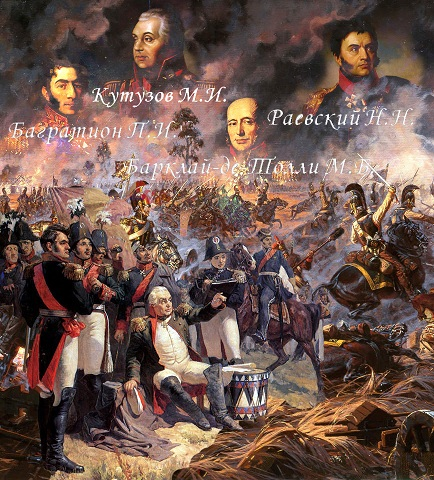 Кутузов М.И.
Раевский Н.Н.
Багратион П.И.
Барклай-де-Толли М.Б.